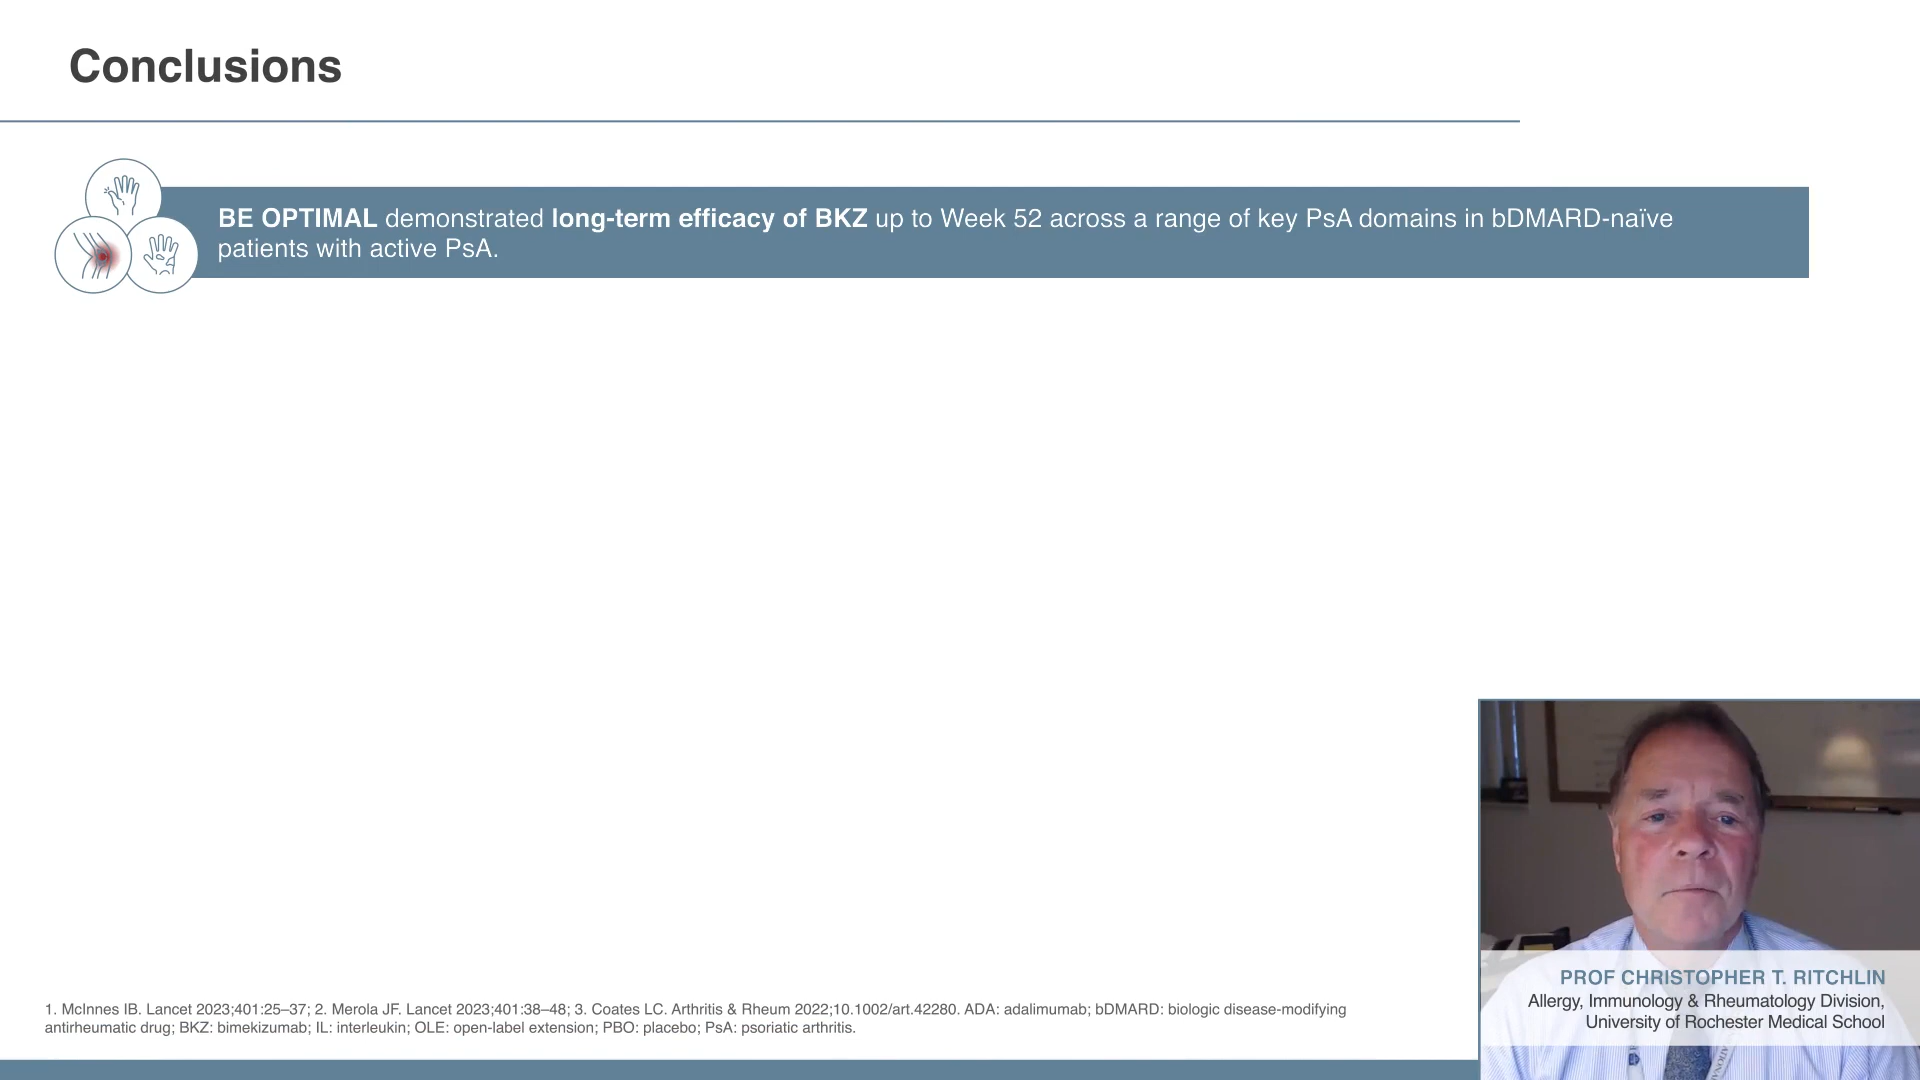 Conclusions
BE OPTIMAL demonstrated long-term efficacy of BKZ up to Week 52 across a range of key PsA domains in bDMARD-naïve
patients with active PsA.
1. McInnes IB. Lancet 2023;401:25–37; 2. Merola JF. Lancet 2023;401:38–48; 3. Coates LC. Arthritis & Rheum 2022;10.1002/art.42280. ADA: adalimumab; bDMARD: biologic disease-modifying
antirheumatic drug; BKZ: bimekizumab; IL: interleukin; OLE: open-label extension; PBO: placebo; PsA: psoriatic arthritis.
PROF CHRISTOPHER T. RITCHLIN
Allergy, Immunology & Rheumatology Division,
University of Rochester Medical School